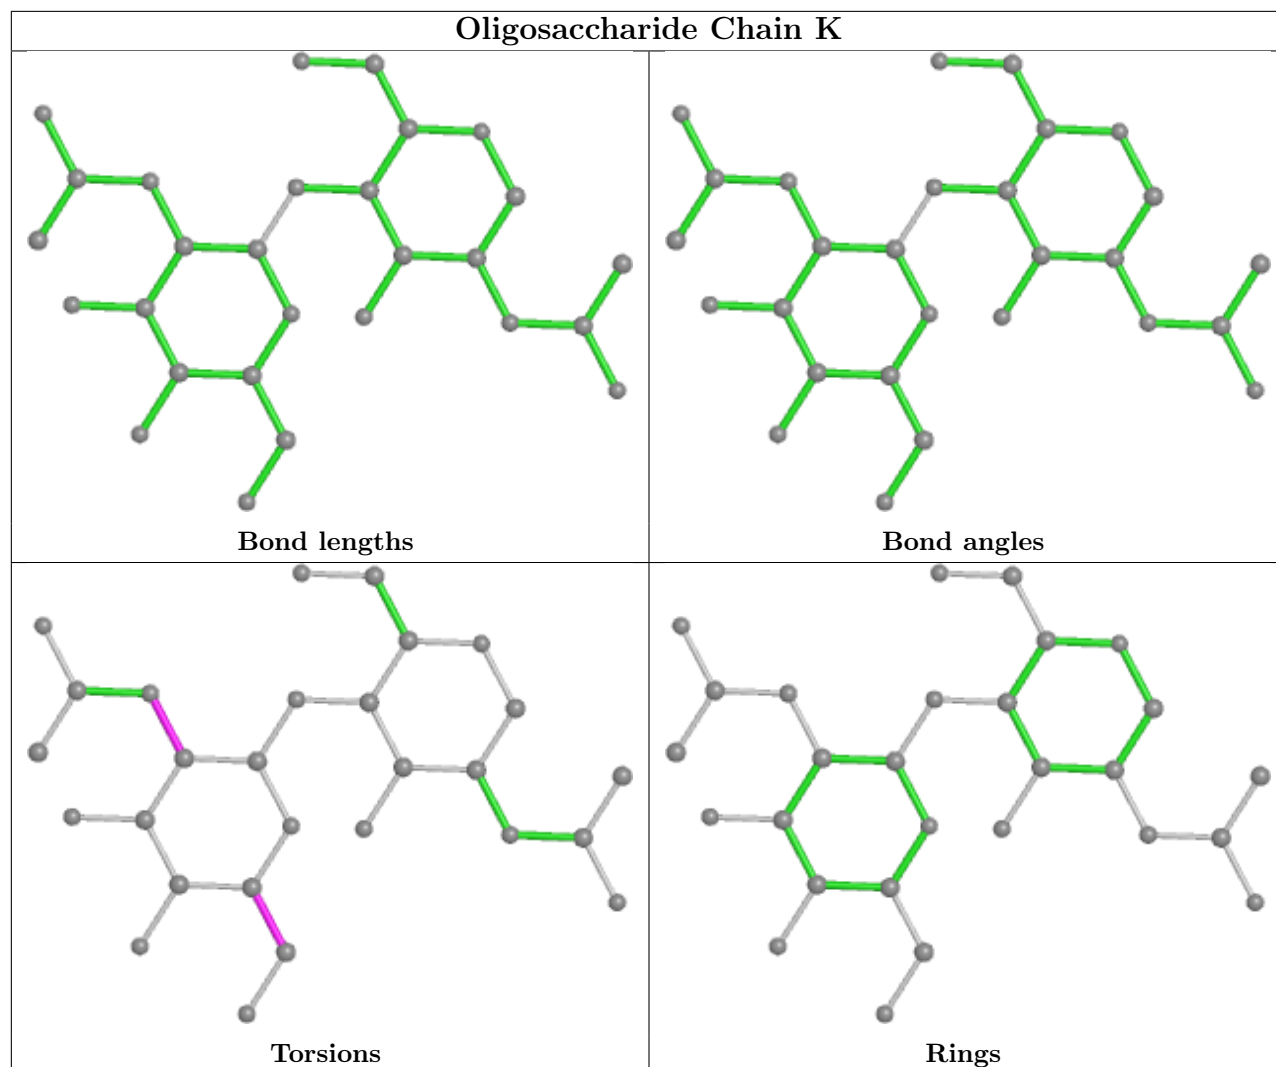 Oligosaccharide Chain K
Bond lengths
Bond angles
Torsions
Rings